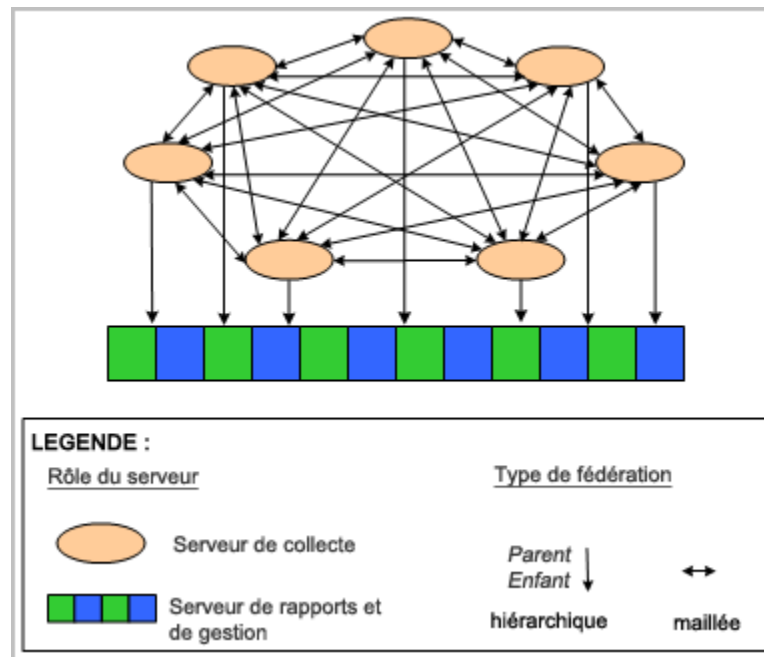 LEGENDE :
Rôle du serveur
Type de fédération
Serveur de collecte
Parent
Enfant
Serveur de rapports et
de gestion
hiérarchique
maillée